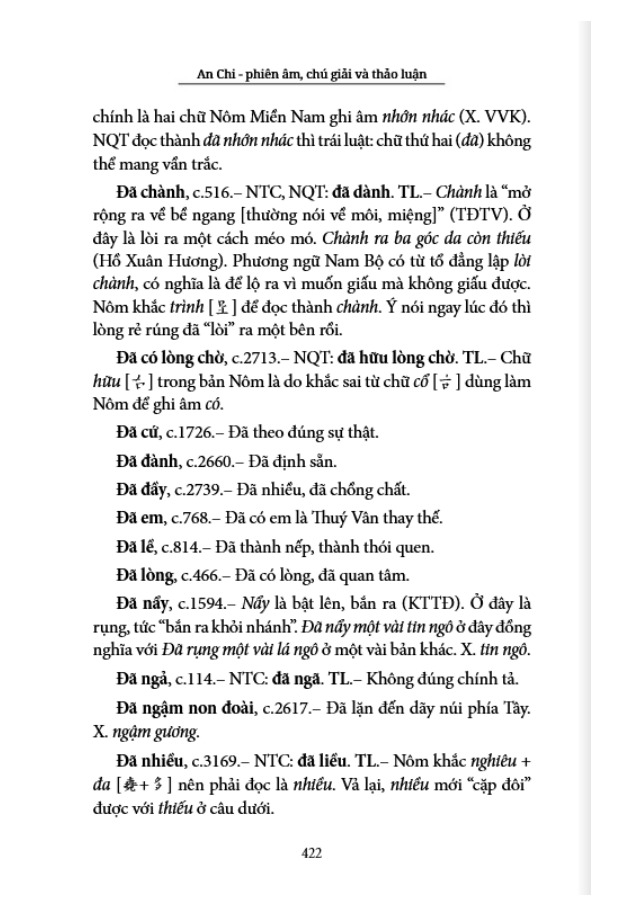 An Chi - phiên âm, chú giải và thảo luận
chính là hai chữ Nôm Miền Nam ghi âm nhớn nhác (X. VVK).
NQT đọc thành đã nhớn nhác thì trái luật: chữ thứ hai (đã) không
thể mang vần trắc.
Đã chành, c.516.– NTC, NQT: đã dành. TL.– Chành là “mở
rộng ra về bề ngang [thường nói về môi, miệng]” (TĐTV). Ở
đây là lòi ra một cách méo mó. Chành ra ba góc da còn thiếu
(Hồ Xuân Hương). Phương ngữ Nam Bộ có từ tổ đẳng lập lòi
chành, có nghĩa là để lộ ra vì muốn giấu mà không giấu được.
Nôm khắc trình [呈] để đọc thành chành. Ý nói ngay lúc đó thì
lòng rẻ rúng đã “lòi” ra một bên rồi.
Đã có lòng chờ, c.2713.– NQT: đã hữu lòng chờ. TL.– Chữ
hữu [ ] trong bản Nôm là do khắc sai từ chữ cổ [ ] dùng làm
Nôm để ghi âm có.
Đã cứ, c.1726.– Đã theo đúng sự thật.
Đã đành, c.2660.– Đã định sẵn.
Đã đầy, c.2739.– Đã nhiều, đã chồng chất.
Đã em, c.768.– Đã có em là Thuý Vân thay thế.
Đã lề, c.814.– Đã thành nếp, thành thói quen.
Đã lòng, c.466.– Đã có lòng, đã quan tâm.
Đã nẩy, c.1594.– Nẩy là bật lên, bắn ra (KTTĐ). Ở đây là
rụng, tức “bắn ra khỏi nhánh”. Đã nẩy một vài tin ngô ở đây đồng
nghĩa với Đã rụng một vài lá ngô ở một vài bản khác. X. tin ngô.
Đã ngả, c.114.– NTC: đã ngã. TL.– Không đúng chính tả.
Đã ngậm non đoài, c.2617.– Đã lặn đến dãy núi phía Tây.
X. ngậm gương.
Đã nhiều, c.3169.– NTC: đã liều. TL.– Nôm khắc nghiêu +
đa [堯+多] nên phải đọc là nhiều. Vả lại, nhiều mới “cặp đôi”
được với thiếu ở câu dưới.
422